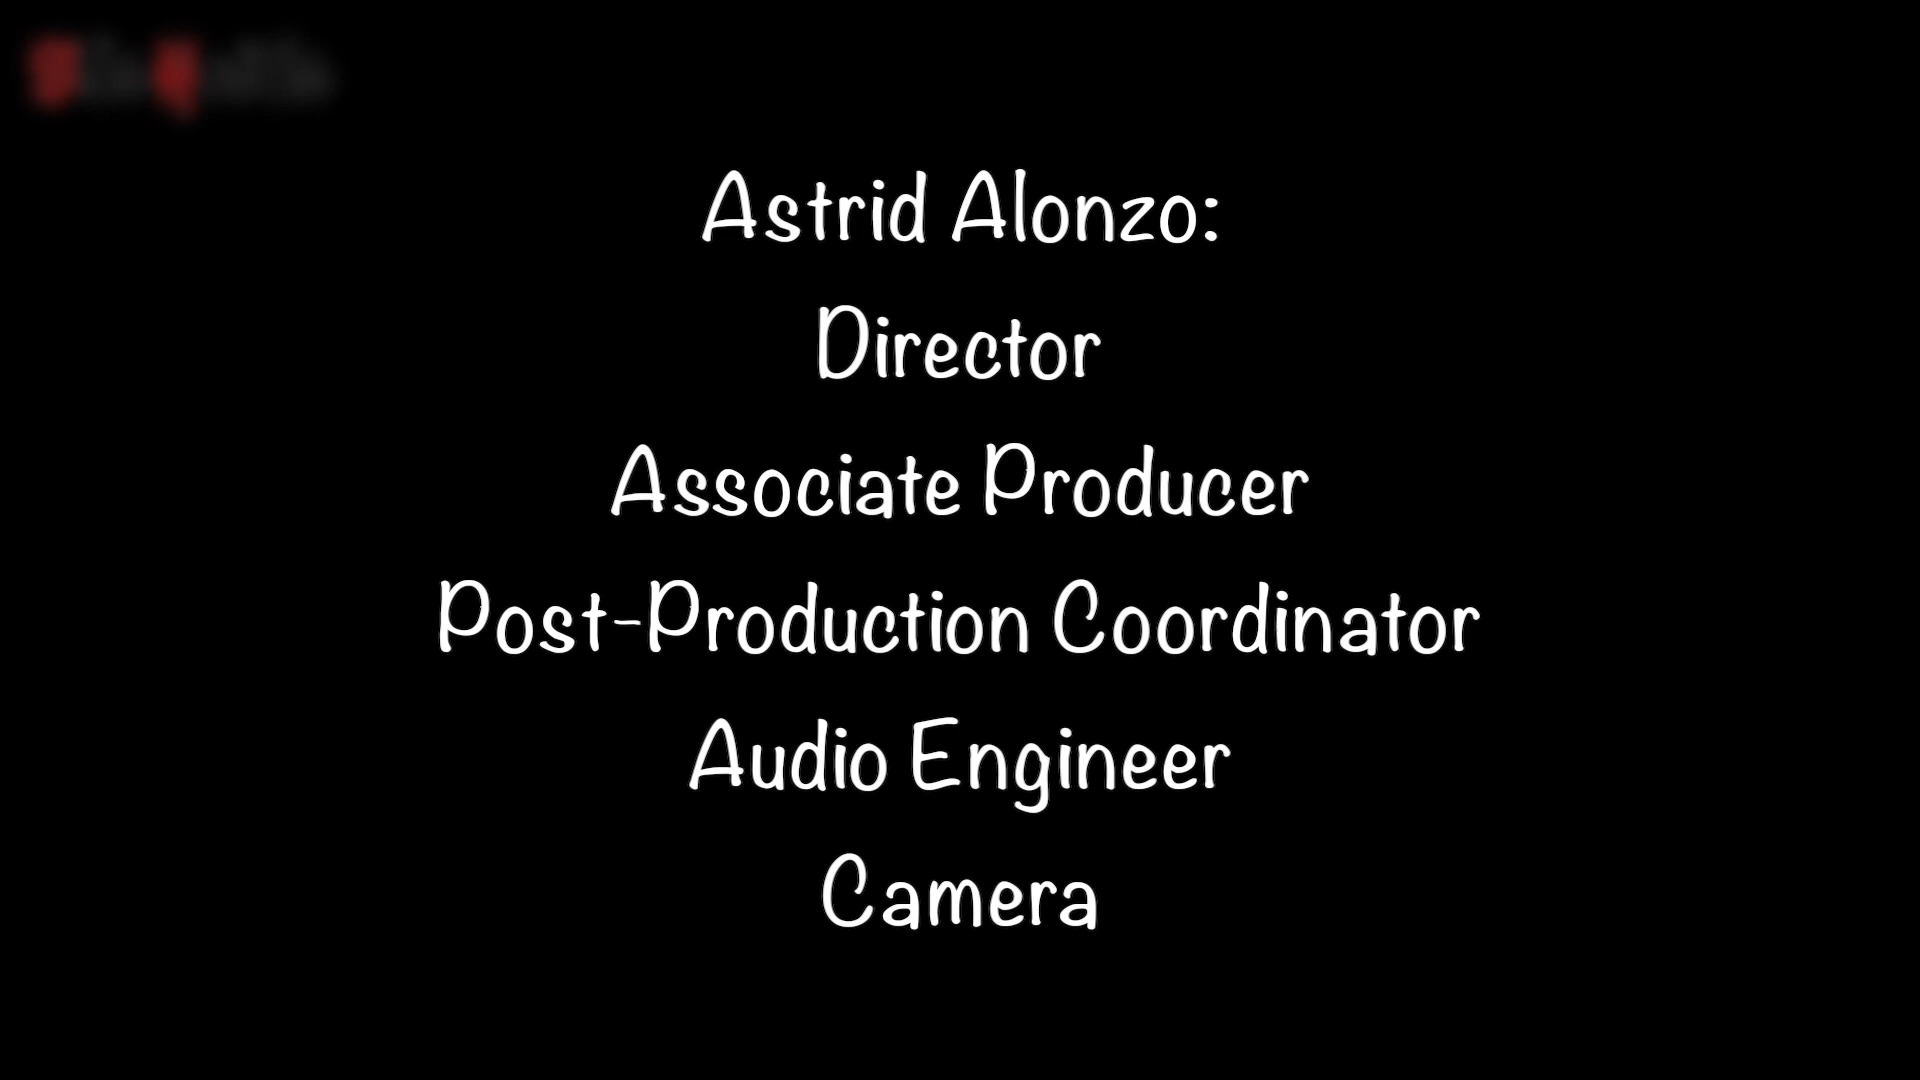 Astrid Alonzo:
Director
Associate Producer
Post-Production Coordinator
Audio Engineer
Camera